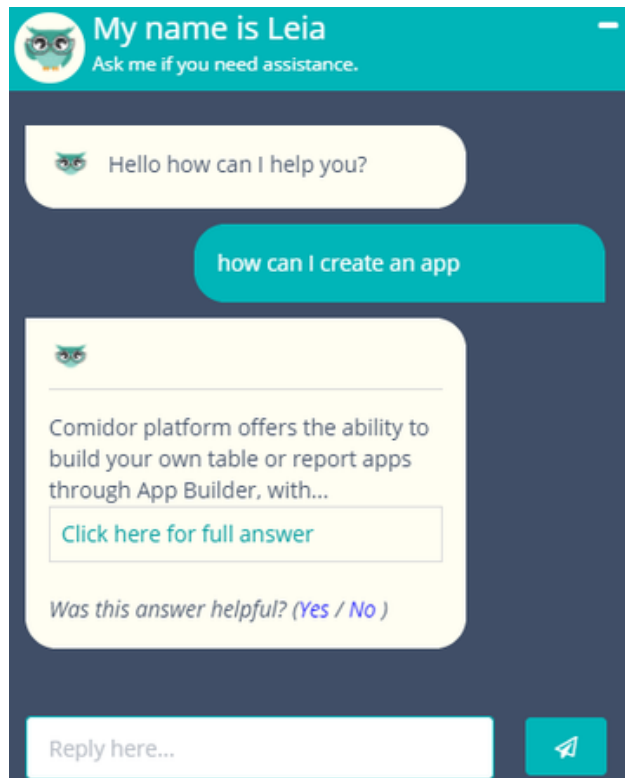 My name is Leia
Ask me if you need assistance.
Hello how can I help you?
how can I create an app
Comidor platform offers the ability to
build your own table or report apps
through App Builder, with...
Click here for full answer
Was this answer helpful? (Yes / No )
Reply here...